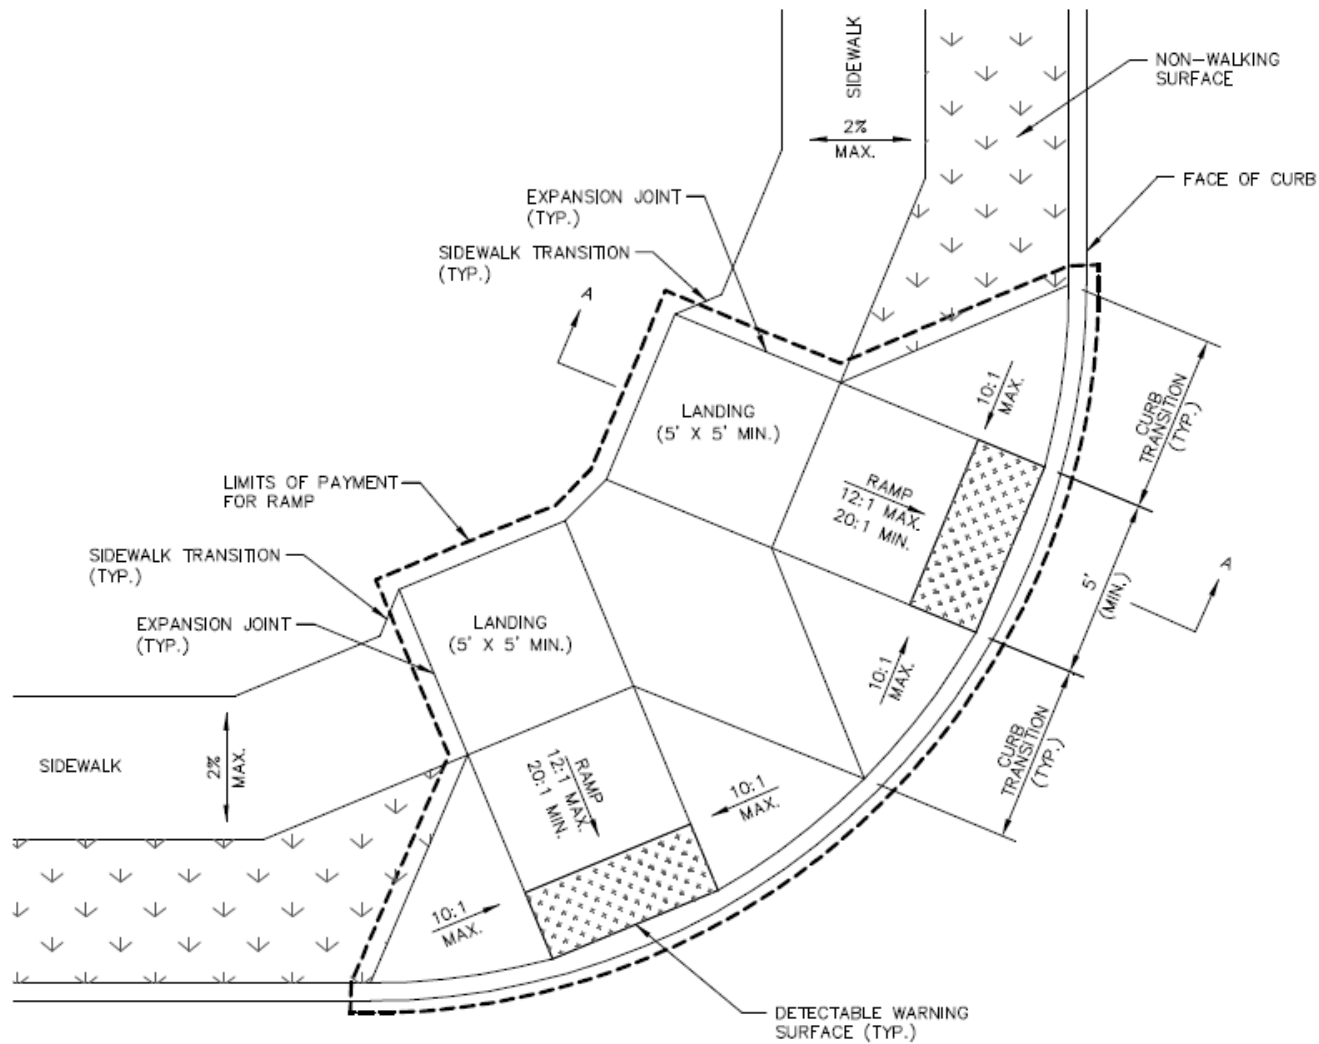 SIDEWALK
NON-WALKING
SURFACE
2%
MAX.
FACE OF CURB
EXPANSION JOINT
(TYP.)
SIDEWALK TRANSITION
(TYP.)
A
10:1
MAX.
CURB
TRANSITION
(TYP.)
LANDING
(5' X 5' MIN.)
LIMITS OF PAYMENT
FOR RAMP
RAMP
12:1 MAX.
20:1 MIN.
SIDEWALK TRANSITION
(TYP.)
5'
(MIN.)
A
EXPANSION JOINT
(TYP.)
LANDING
(5' X 5' MIN.)
10:1
MAX.
CURB
TRANSITION
(TYP.)
SIDEWALK
2%
MAX.
RAMP
12:1 MAX.
20:1 MIN.
10:1
MAX.
10:1
MAX.
DETECTABLE WARNING
SURFACE (TYP.)